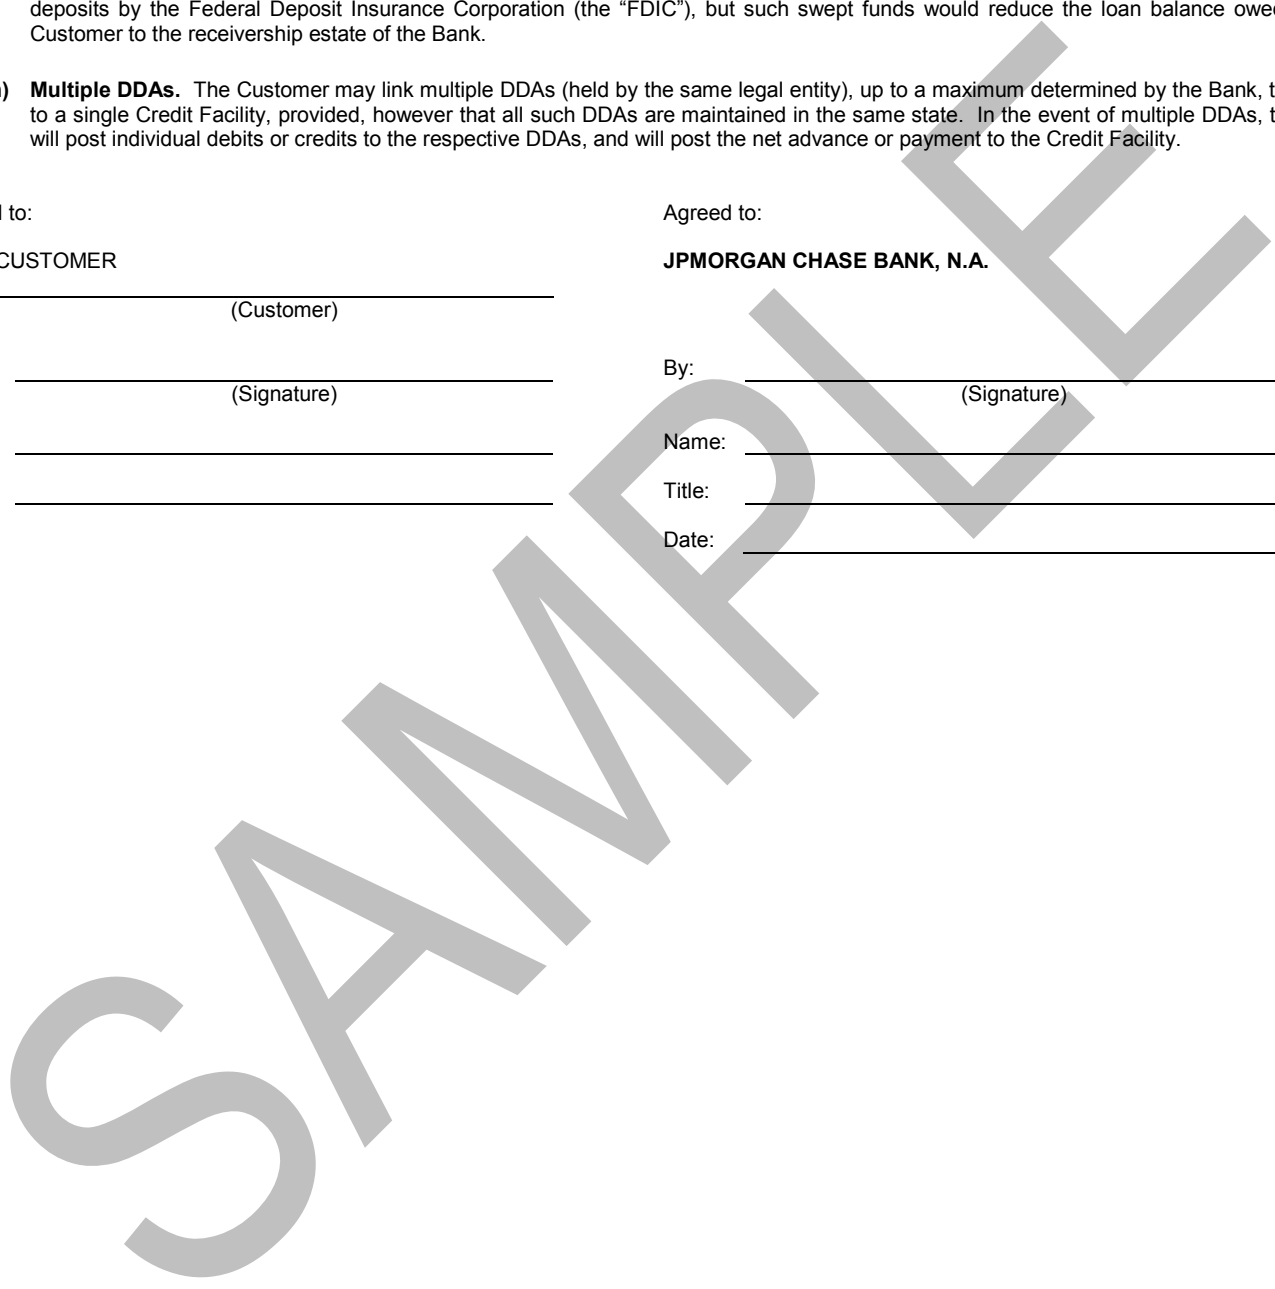 deposits by the Federal Deposit Insurance Corporation (the “FDIC”), but such swept funds would reduce the loan balance owed
Customer to the receivership estate of the Bank.
) Multiple DDAs. The Customer may link multiple DDAs (held by the same legal entity), up to a maximum determined by the Bank, t
to a single Credit Facility, provided, however that all such DDAs are maintained in the same state. In the event of multiple DDAs, t
will post individual debits or credits to the respective DDAs, and will post the net advance or payment to the Credit Facility.
to:
Agreed to:
CUSTOMER
JPMORGAN CHASE BANK, N.A.
(Customer)
By:
(Signature)
(Signature)
Name:
Title:
Date:
SAMPLE